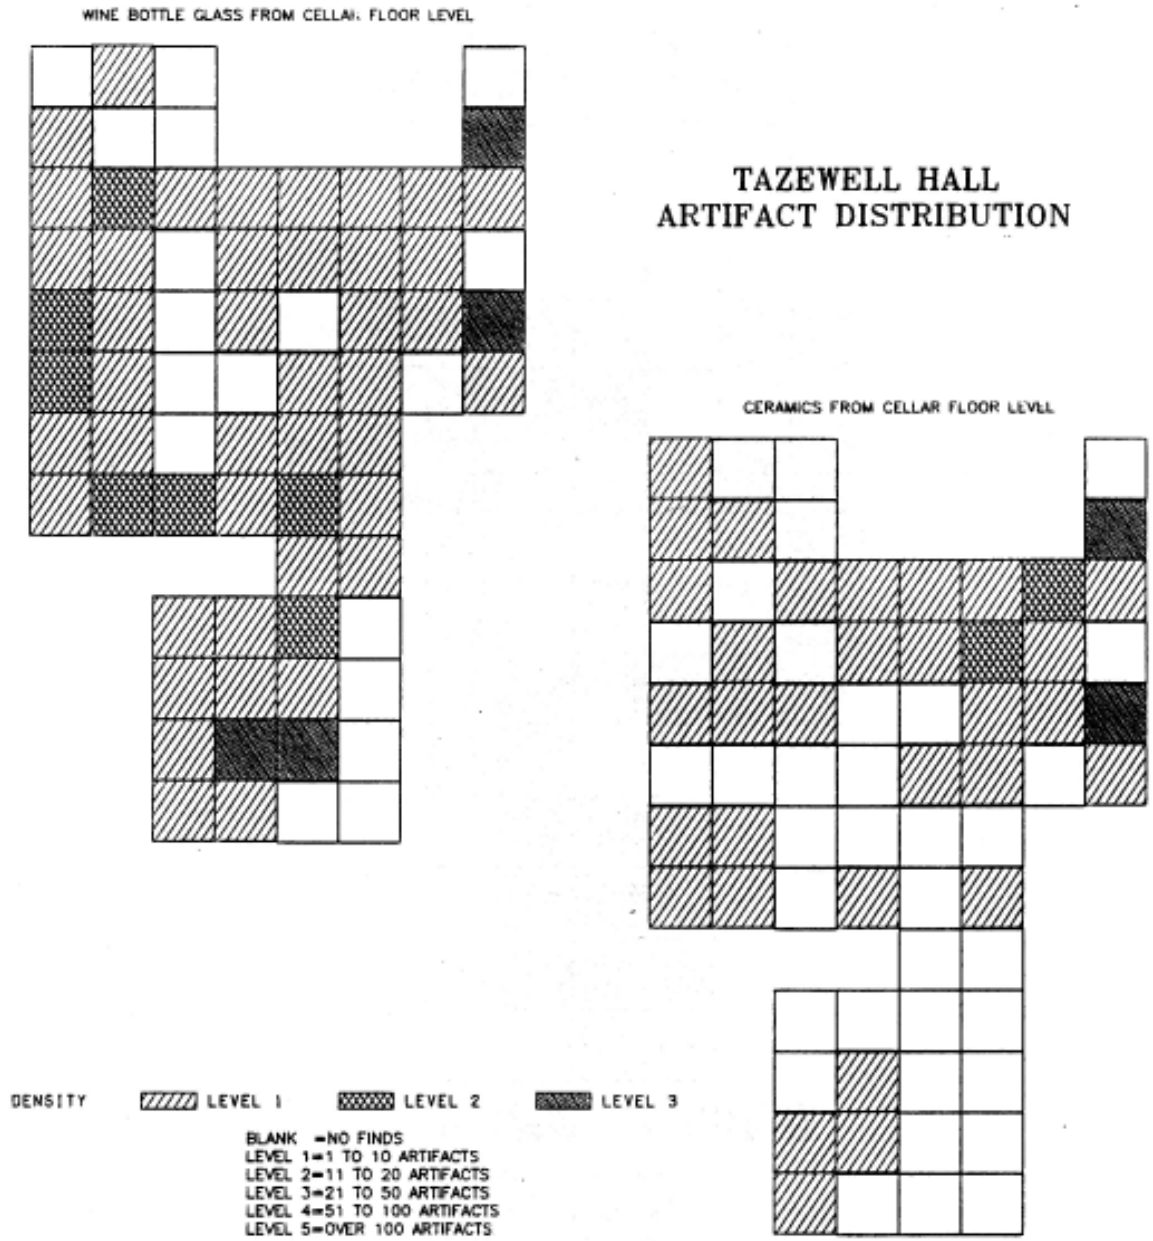 WINE BOTTLE GLASS FROM CELLAR FLOOR LEVEL
TAZEWELL HALL
ARTIFACT DISTRIBUTION
CERAMICS FROM CELLAR FLOOR LEVEL
DENSITY LEVEL 1 LEVEL 2 LEVEL 3
BLANK =NO FINDS
LEVEL 1=1 TO 10 ARTIFACTS
LEVEL 2=11 TO 20 ARTIFACTS
LEVEL 3=21 TO 50 ARTIFACTS
LEVEL 4=51 TO 100 ARTIFACTS
LEVEL 5=OVER 100 ARTIFACTS